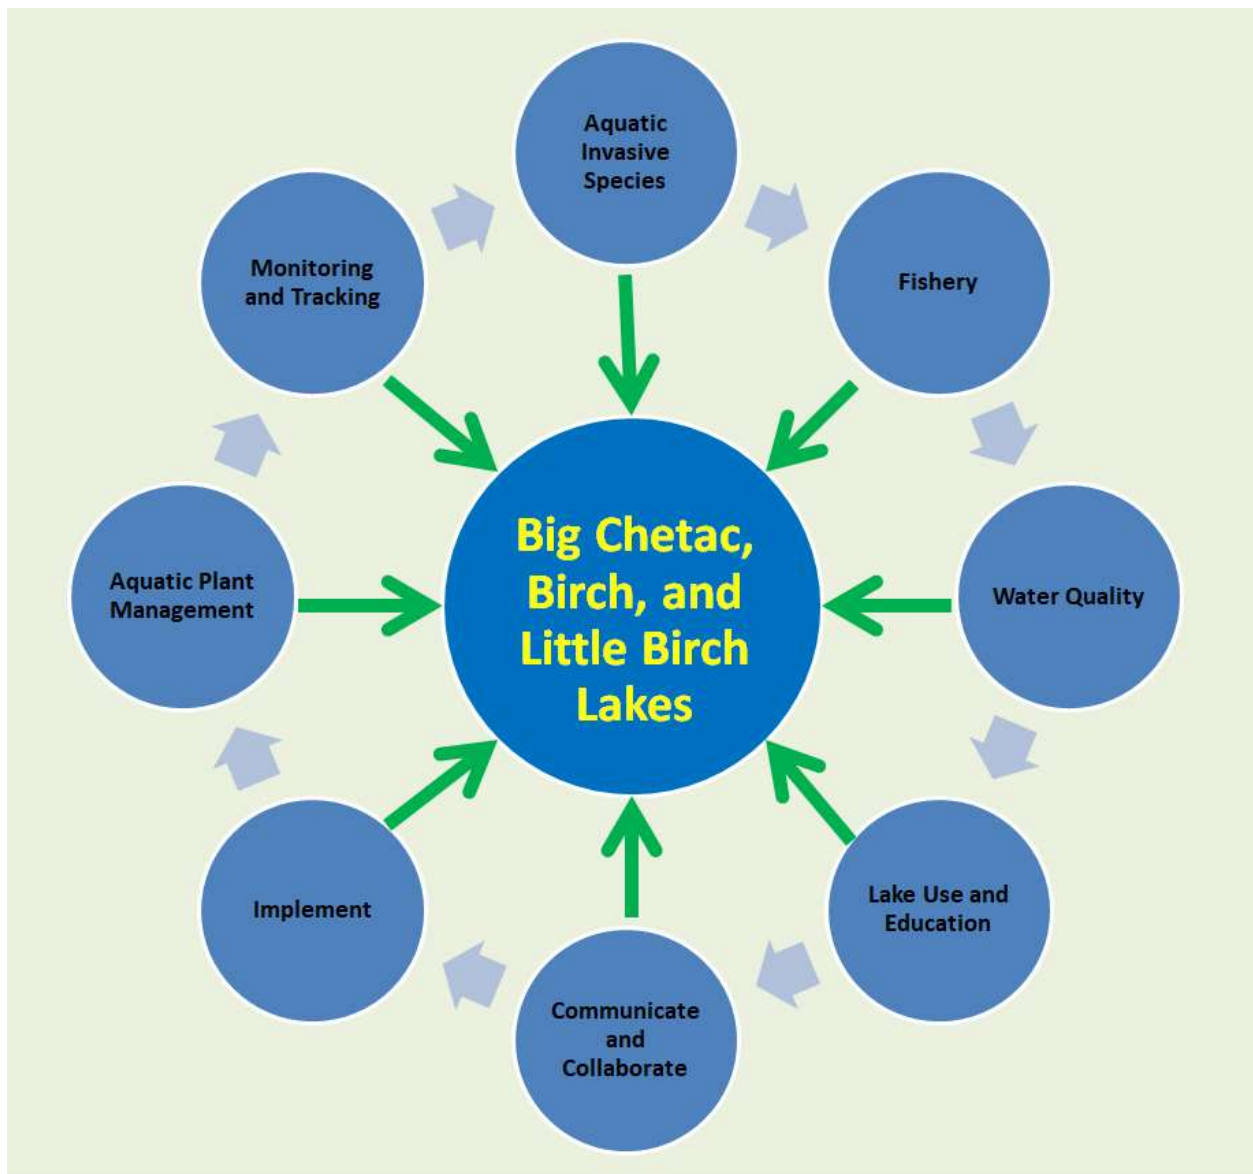 Aquatic
Invasive
Species
Fishery
Water Quality
Lake Use and
Education
Communicate
and
Collaborate
Implement
Aquatic Plant
Management
Monitoring
and Tracking
Big Chetac,
Birch, and
Little Birch
Lakes